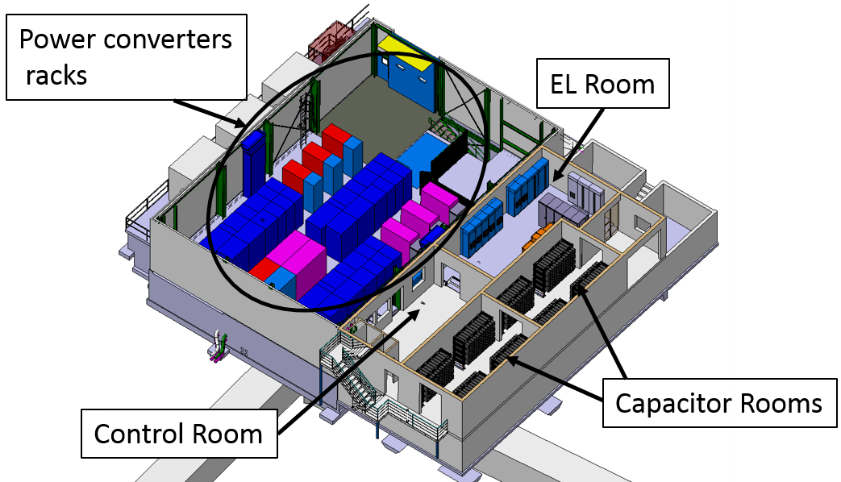 Power converters
racks
EL Room
Capacitor Rooms
Control Room